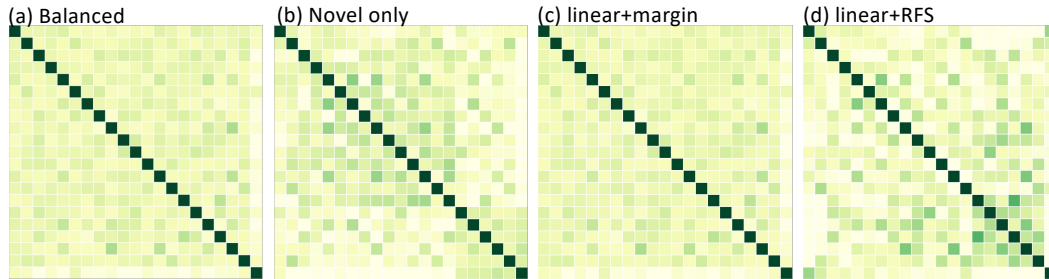 (a) Balanced
(b) Novel only
(c) linear+margin
(d) linear+RFS